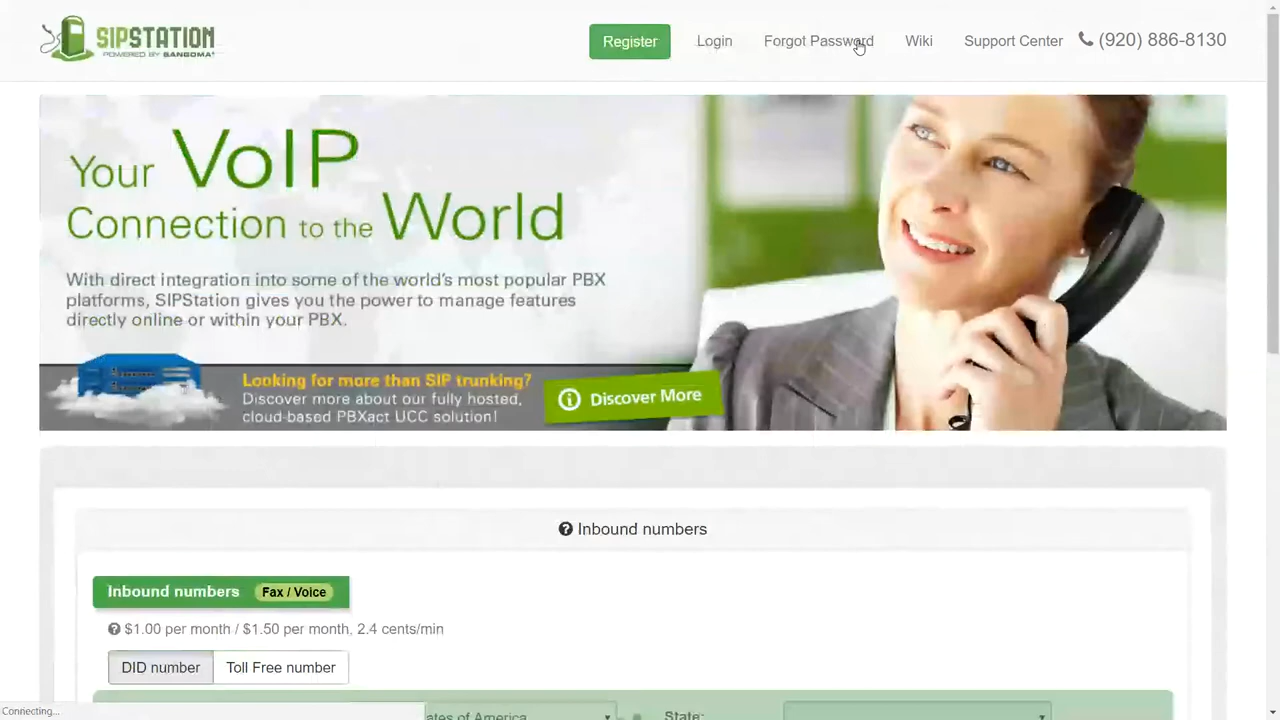 SIPSTATION
POWERED BY SANGOMA
Register Login Forgot Password Wiki Support Center (920) 886-8130
Your VoIP
Connection to the World
With direct integration into some of the world's most popular PBX
platforms, SIPStation gives you the power to manage features
directly online or within your PBX.
Looking for more than SIP trunking?
Discover more about our fully hosted,
cloud-based PBXact UCC solution!
Discover More
Inbound numbers
Inbound numbers Fax / Voice
$1.00 per month / $1.50 per month, 2.4 cents/min
DID number Toll Free number
ates of America State:
Connecting...